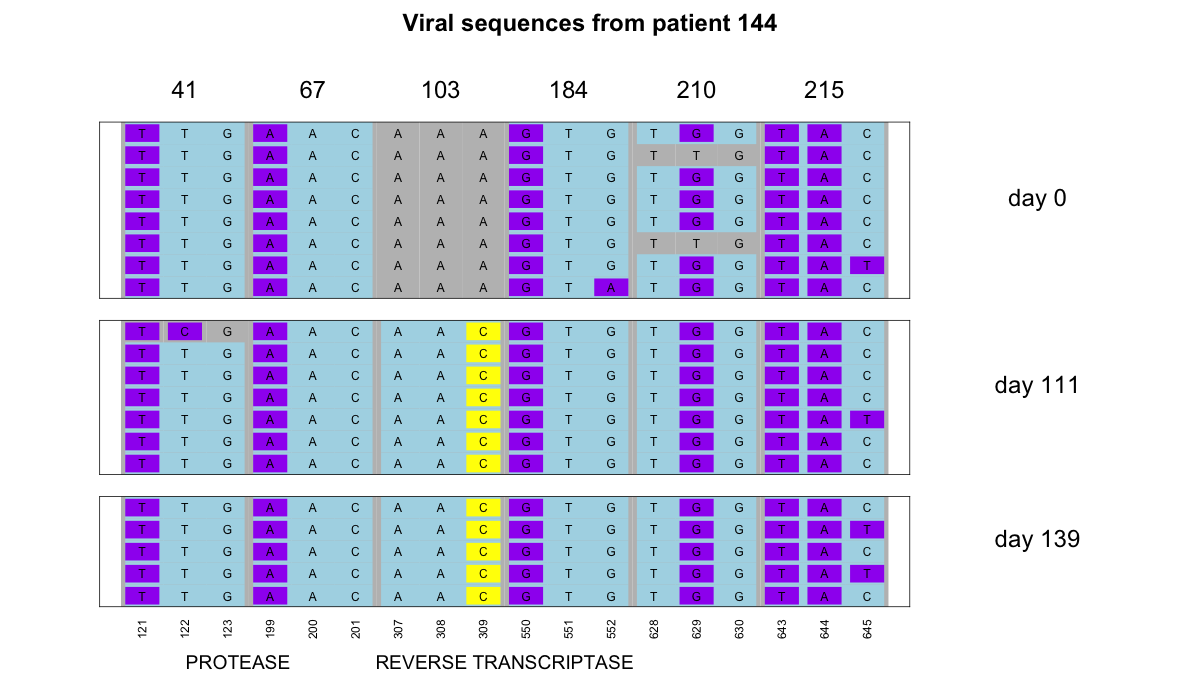 Viral sequences from patient 144
41 67 103 184 210 215
T T G A A C A A A G T G T G G T A C
T T G A A C A A A G T G T T G T A C
T T G A A C A A A G T G T G G T A C
T T G A A C A A A G T G T G G T A C
T T G A A C A A A G T G T G G T A C
T T G A A C A A A G T G T T G T A C
T T G A A C A A A G T G T G G T A T
T T G A A C A A A G T A T G G T A C
day 0
T C G A A C A A C G T G T G G T A C
T T G A A C A A C G T G T G G T A C
T T G A A C A A C G T G T G G T A C
T T G A A C A A C G T G T G G T A C
T T G A A C A A C G T G T G G T A T
T T G A A C A A C G T G T G G T A C
T T G A A C A A C G T G T G G T A C
day 111
T T G A A C A A C G T G T G G T A C
T T G A A C A A C G T G T G G T A T
T T G A A C A A C G T G T G G T A C
T T G A A C A A C G T G T G G T A T
T T G A A C A A C G T G T G G T A C
day 139
121 122 123 199 200 201 307 308 309 550 551 552 628 629 630 643 644 645
PROTEASE REVERSE TRANSCRIPTASE